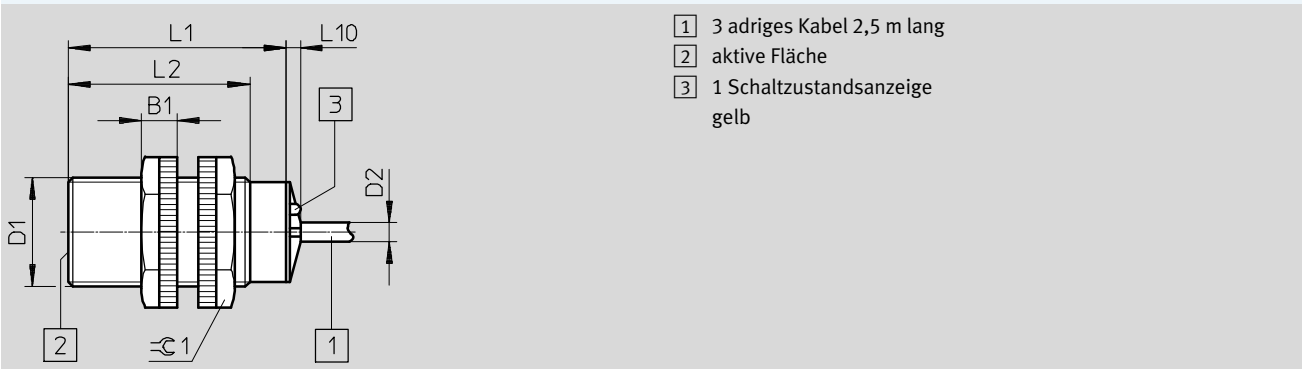 L1
L10
L2
B1
3
D1
D2
2
1
1
1 3 adriges Kabel 2,5 m lang
2 aktive Fläche
3 1 Schaltzustandsanzeige
gelb